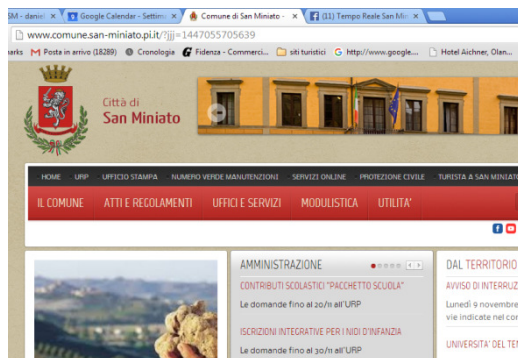 SM - daniel
Google Calendar - Settim
Comune di San Miniato -
(11) Tempo Reale San Min
www.comune.san-miniato.pi.it/?jjj=1447055705639
arks
Posta in arrivo (18289)
Cronologia
Fidenza - Commerci...
siti turistici
http://www.google....
Hotel Aichner, Olan...
Città di
San Miniato
HOME URP UFFICIO STAMPA NUMERO VERDE MANUTENZIONI SERVIZI ONLINE PROTEZIONE CIVILE TURISTA A SAN MINIATO
IL COMUNE ATTI E REGOLAMENTI UFFICI E SERVIZI MODULISTICA UTILITA'
AMMINISTRAZIONE
CONTRIBUTI SCOLASTICI "PACCHETTO SCUOLA"
Le domande fino al 20/11 all'URP
ISCRIZIONI INTEGRATIVE PER I NIDI D'INFANZIA
Le domande fino al 30/11 all'URP
DAL TERRITORIO
AVVISO DI INTERRUZ
Lunedì 9 novembre
vie indicate nel con
UNIVERSITA' DEL TEM